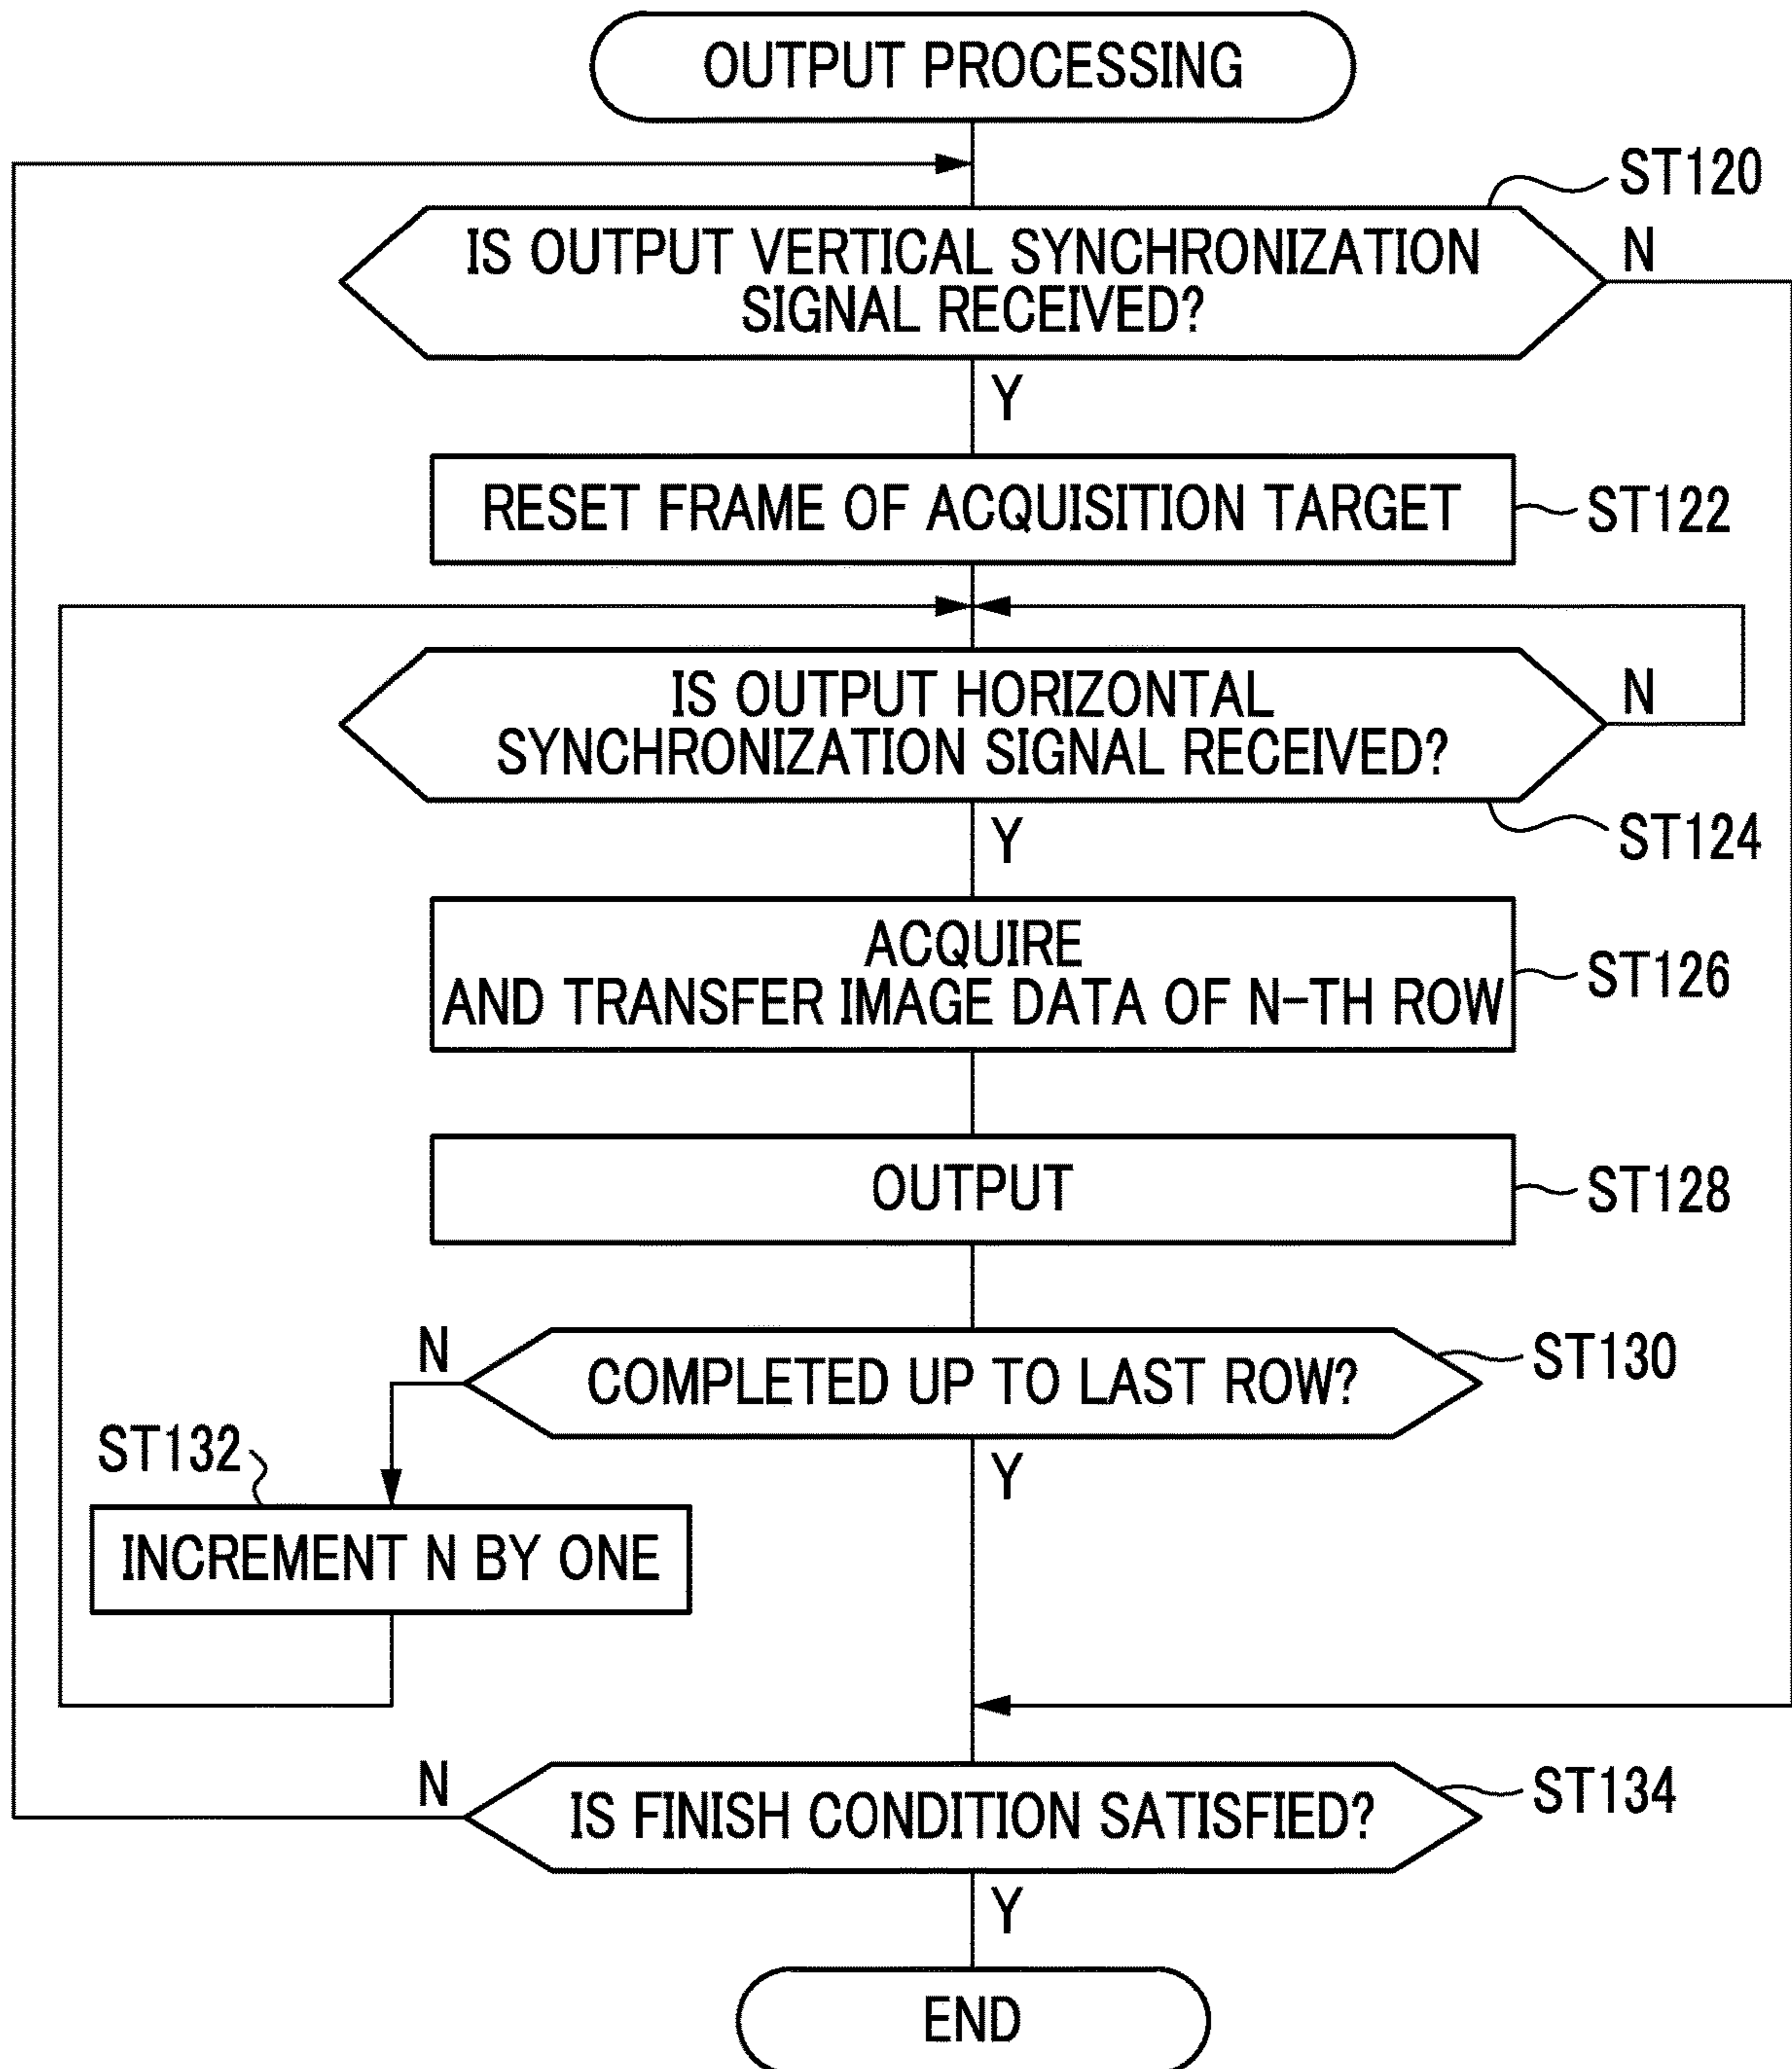 OUTPUT PROCESSING
ST120
IS OUTPUT VERTICAL SYNCHRONIZATION
SIGNAL RECEIVED?
N
Y
RESET FRAME OF ACQUISITION TARGET
ST122
IS OUTPUT HORIZONTAL
SYNCHRONIZATION SIGNAL RECEIVED?
N
ST124
Y
ACQUIRE
AND TRANSFER IMAGE DATA OF N-TH ROW
ST126
OUTPUT
ST128
N
COMPLETED UP TO LAST ROW?
ST130
Y
ST132
INCREMENT N BY ONE
N
IS FINISH CONDITION SATISFIED?
ST134
Y
END